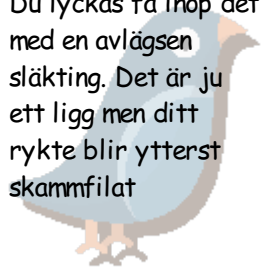 Du lyckas få ihop det
med en avlägsen
släkting. Det är ju
ett ligg men ditt
rykte blir ytterst
skammfilat